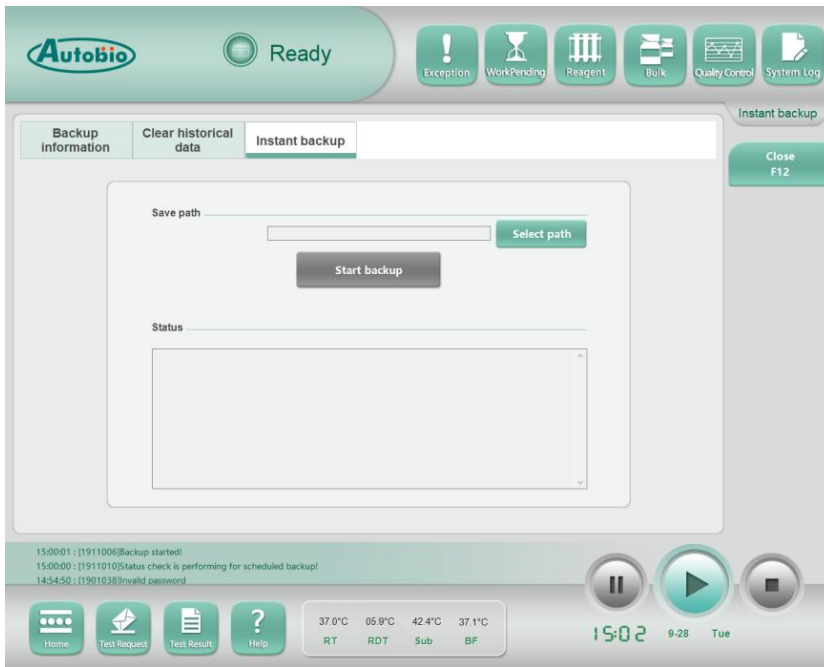 Autobio
Ready
Exception
WorkPending
Reagent
Bulk
Quality Control
System Log
Instant backup
Backup
information
Clear historical
data
Instant backup
Close
F12
Save path
Select path
Start backup
Status
15:00:01 : [1911006]Backup started!
15:00:00 : [1911010]Status check is performing for scheduled backup!
14:54:50 : [1901038]Invalid password
Home
Test Request
Test Result
?
Help
37.0°C 05.9°C 42.4°C 37.1°C
RT RDT Sub BF
15:02 9-28 Tue